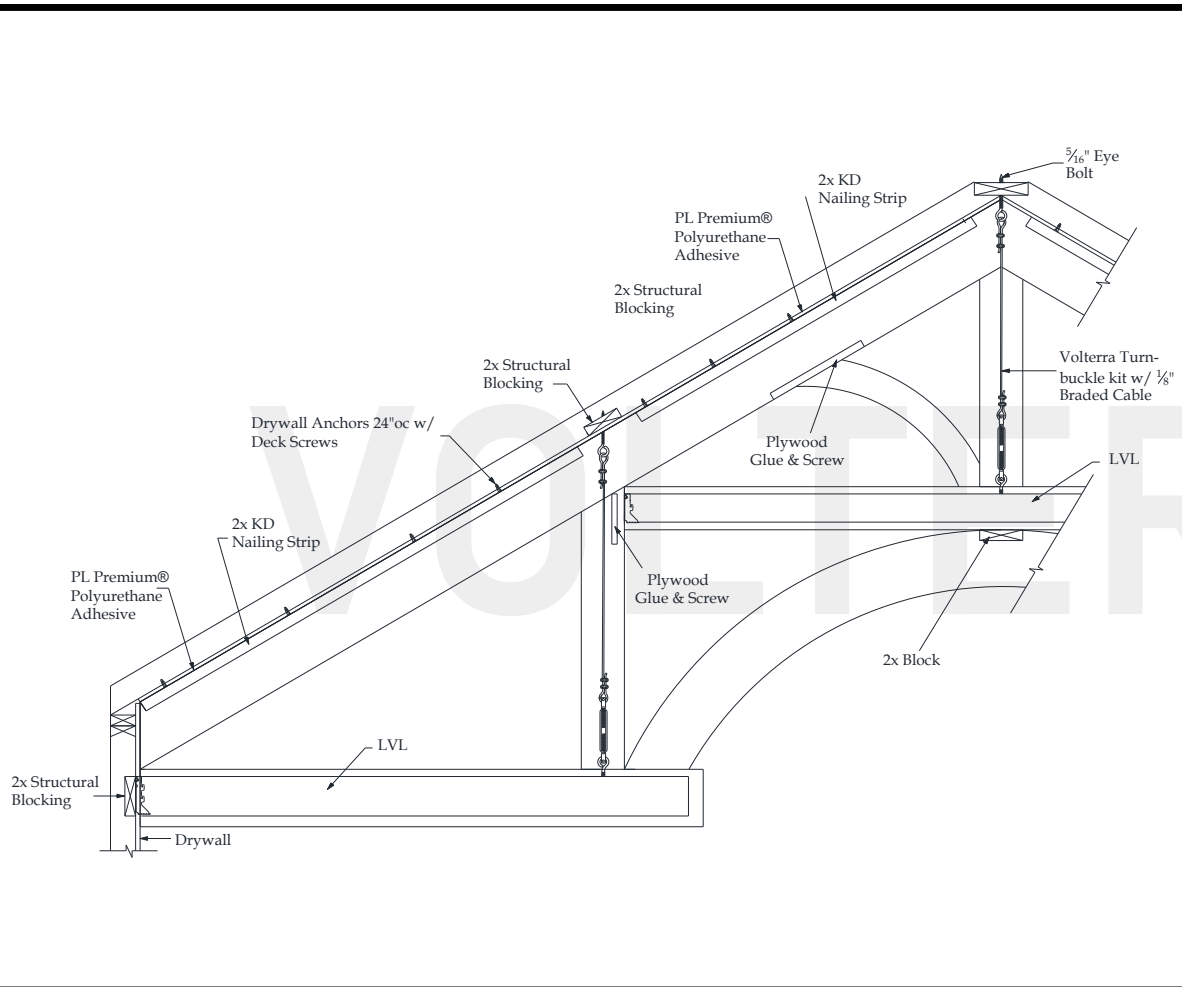 5/16" Eye
Bolt
2x KD
Nailing Strip
PL Premium®
Polyurethane
Adhesive
2x Structural
Blocking
2x Structural
Blocking
Volterra Turn-
buckle kit w/ 1/8"
Braded Cable
Drywall Anchors 24"oc w/
Deck Screws
Plywood
Glue & Screw
LVL
2x KD
Nailing Strip
PL Premium®
Polyurethane
Adhesive
Plywood
Glue & Screw
2x Block
LVL
2x Structural
Blocking
Drywall
VOLTER